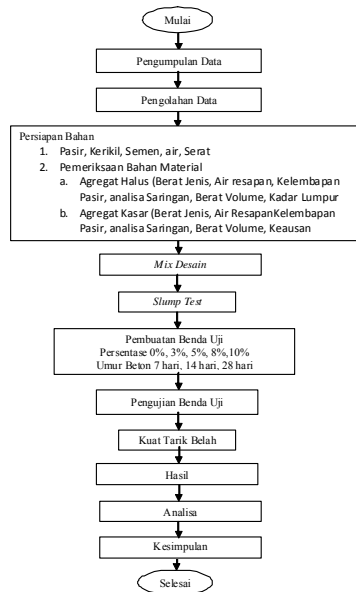 Mulai
Pengumpulan Data
Pengolahan Data
Persiapan Bahan
1. Pasir, Kerikil, Semen, air, Serat
2. Pemeriksaan Bahan Material
a. Agregat Halus (Berat Jenis, Air resapan, Kelembapan
Pasir, analisa Saringan, Berat Volume, Kadar Lumpur
b. Agregat Kasar (Berat Jenis, Air ResapanKelembapan
Pasir, analisa Saringan, Berat Volume, Keausan
Mix Desain
Slump Test
Pembuatan Benda Uji
Persentase 0%, 3%, 5%, 8%,10%
Umur Beton 7 hari, 14 hari, 28 hari
Pengujian Benda Uji
Kuat Tarik Belah
Hasil
Analisa
Kesimpulan
Selesai